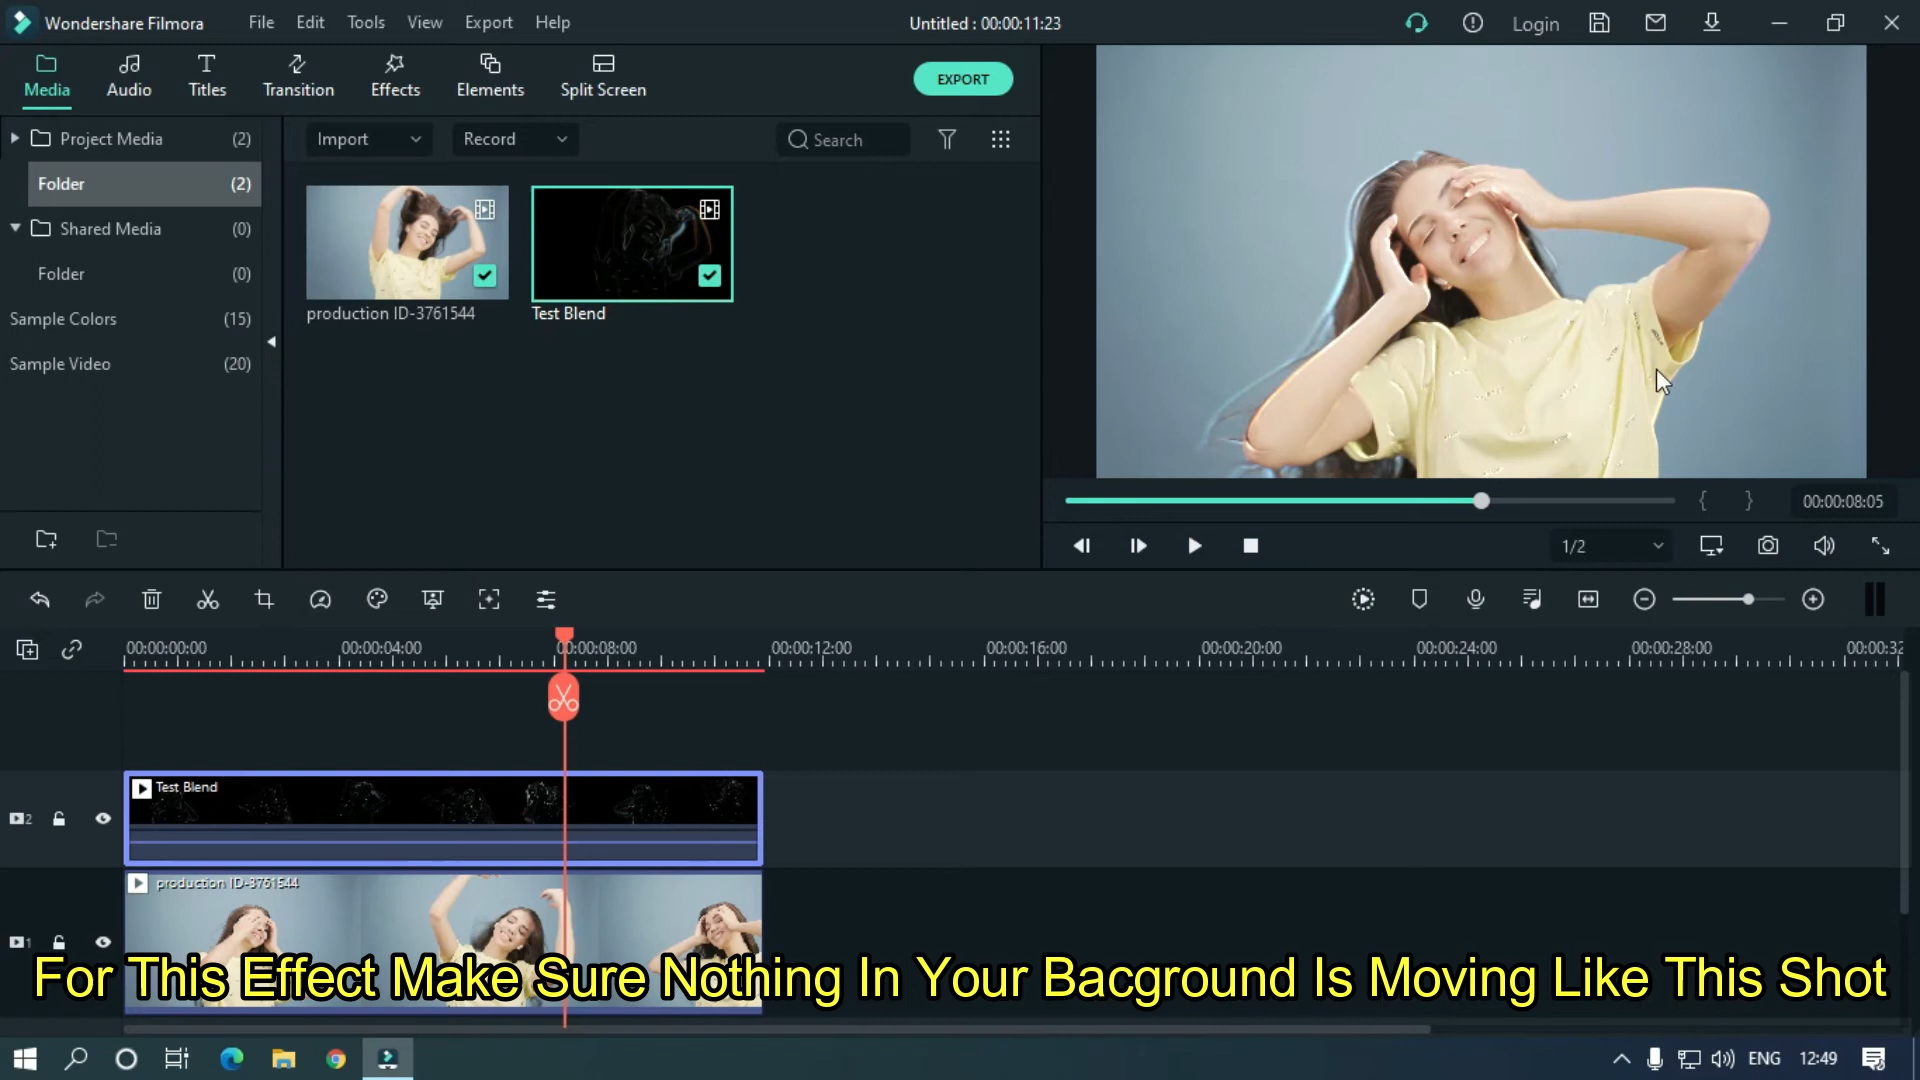 Wondershare Filmora
File
Edit
Tools
View
Export
Help
Untitled : 00:00:11:23
Login
Media
Audio
Titles
Transition
Effects
Elements
Split Screen
EXPORT
Project Media (2)
Folder (2)
Shared Media (0)
Folder (0)
Sample Colors (15)
Sample Video (20)
Import
Record
Search
production ID-3761544
Test Blend
00:00:08:05
1/2
00:00:00:00
00:00:04:00
00:00:08:00
00:00:12:00
00:00:16:00
00:00:20:00
00:00:24:00
00:00:28:00
00:00:32
2
Test Blend
1
production ID-3761544
For This Effect Make Sure Nothing In Your Bacground Is Moving Like This Shot
ENG
12:49